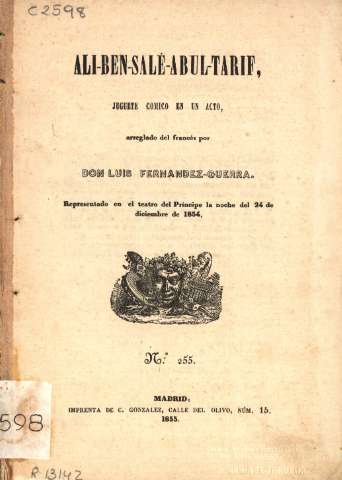 C2598
ALI-BEN-SALÉ-ABUL-TARIF,
JUGUETE COMICO EN UN ACTO,
arreglado del francés por
DON LUIS FERNANDEZ-GUERRA.
Representado en el teatro del Príncipe la noche del 24 de
diciembre de 1854.
N.º 255.
MADRID:
IMPRENTA DE C. GONZALEZ, CALLE DEL OLIVO, NÚM. 15.
1855.
598
R 13142